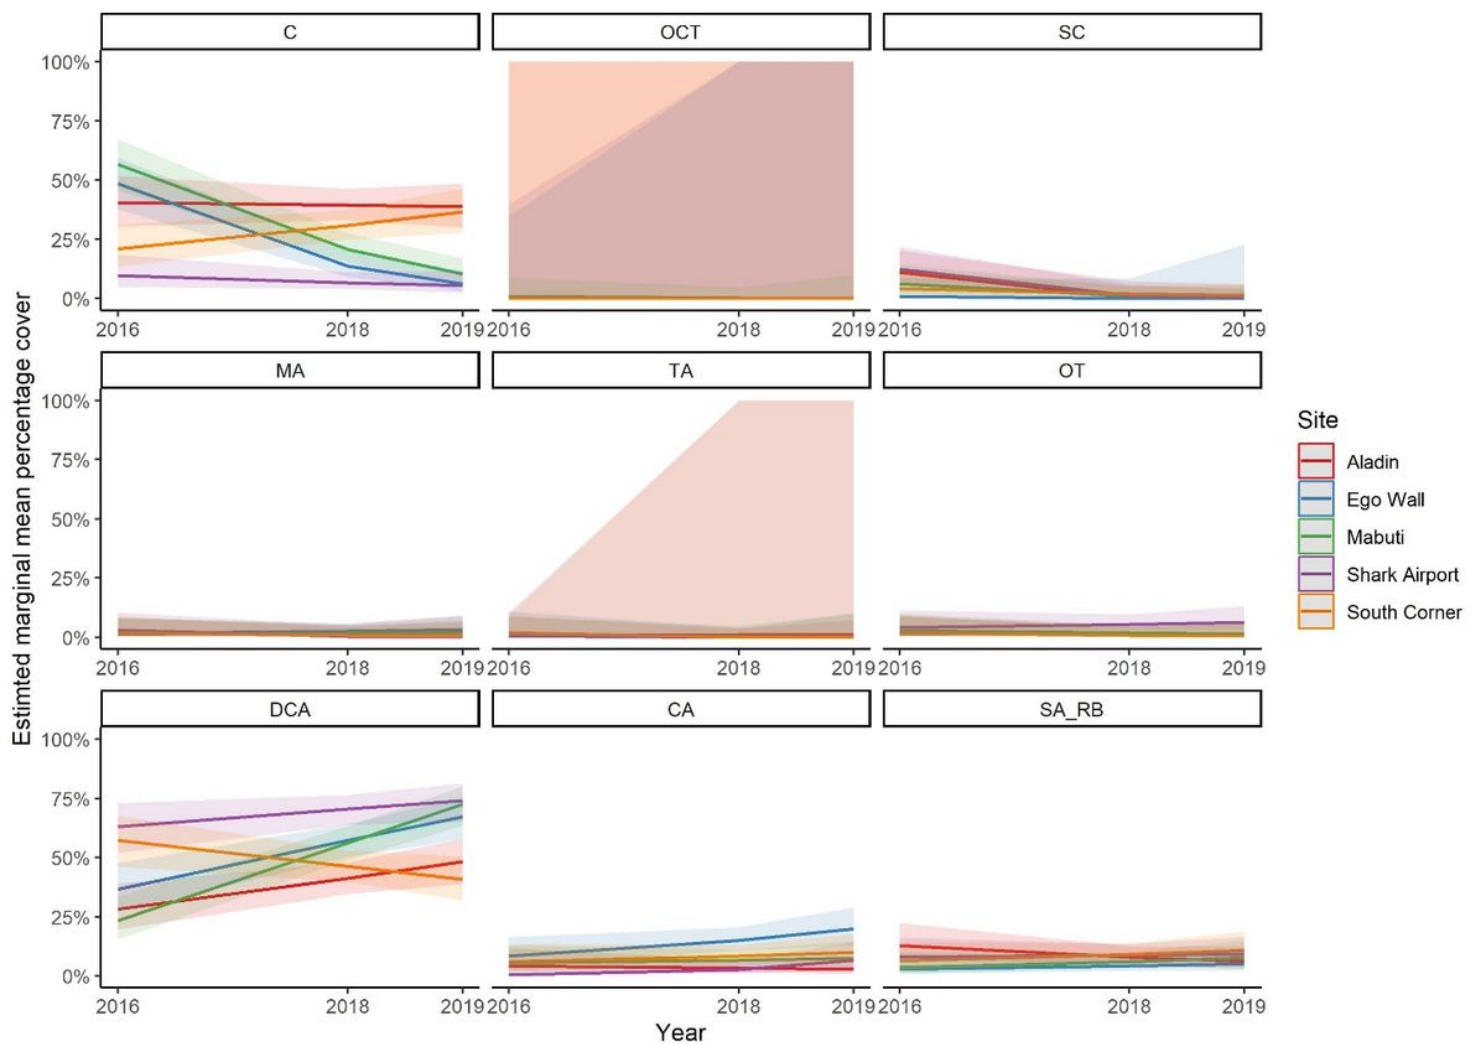 C OCT SC
100%
75%
50%
25%
0%
2016 2018 2019 2016 2018 2019 2016 2018 2019
MA TA OT
100%
75%
50%
25%
0%
2016 2018 2019 2016 2018 2019 2016 2018 2019
DCA CA SA_RB
100%
75%
50%
25%
0%
2016 2018 2019 2016 2018 2019 2016 2018 2019
Year
Estimted marginal mean percentage cover
Site
Aladin
Ego Wall
Mabuti
Shark Airport
South Corner